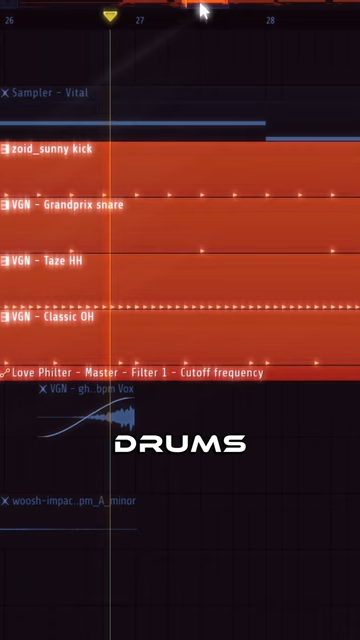 26
27
28
Sampler - Vital
zoid_sunny kick
VGN - Grandprix snare
VGN - Taze HH
VGN - Classic OH
Love Philter - Master - Filter 1 - Cutoff frequency
VGN - gh..bpm Vox
DRUMS
woosh-impac..pm_A_minor